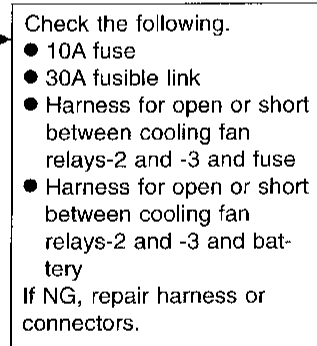 Check the following.
● 10A fuse
● 30A fusible link
● Harness for open or short
between cooling fan
relays-2 and -3 and fuse
● Harness for open or short
between cooling fan
relays-2 and -3 and bat-
tery
If NG, repair harness or
connectors.